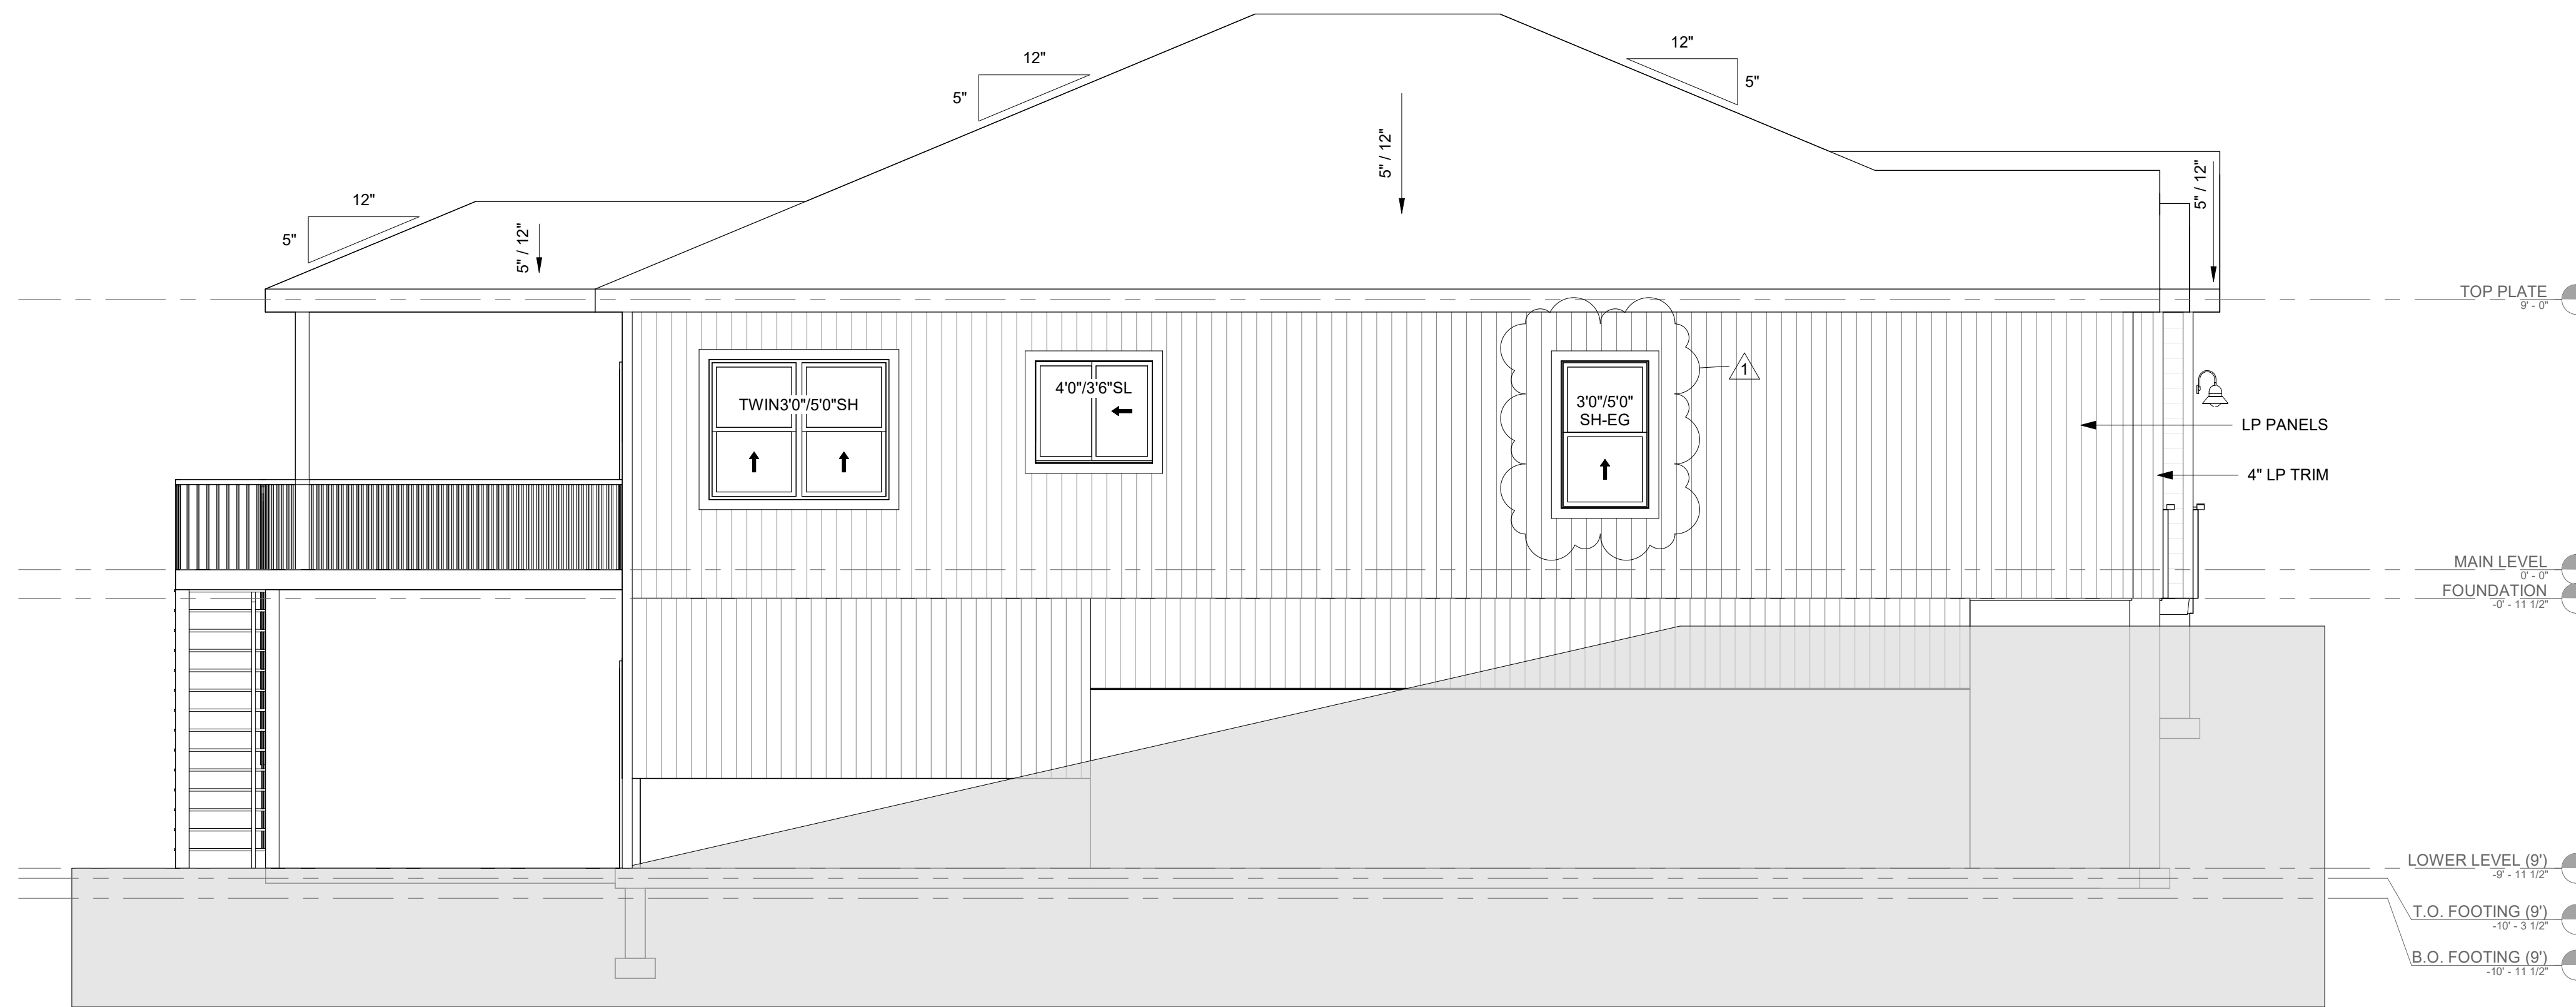 12"
5"
12"
5"
12"
5"
5" / 12"
5" / 12"
5" / 12"
TOP PLATE
9' - 0"
TWIN3'0"/5'0"SH
4'0"/3'6"SL
3'0"/5'0"
SH-EG
1
LP PANELS
4" LP TRIM
MAIN LEVEL
0' - 0"
FOUNDATION
-0' - 11 1/2"
LOWER LEVEL (9')
-9' - 11 1/2"
T.O. FOOTING (9')
-10' - 3 1/2"
B.O. FOOTING (9')
-10' - 11 1/2"